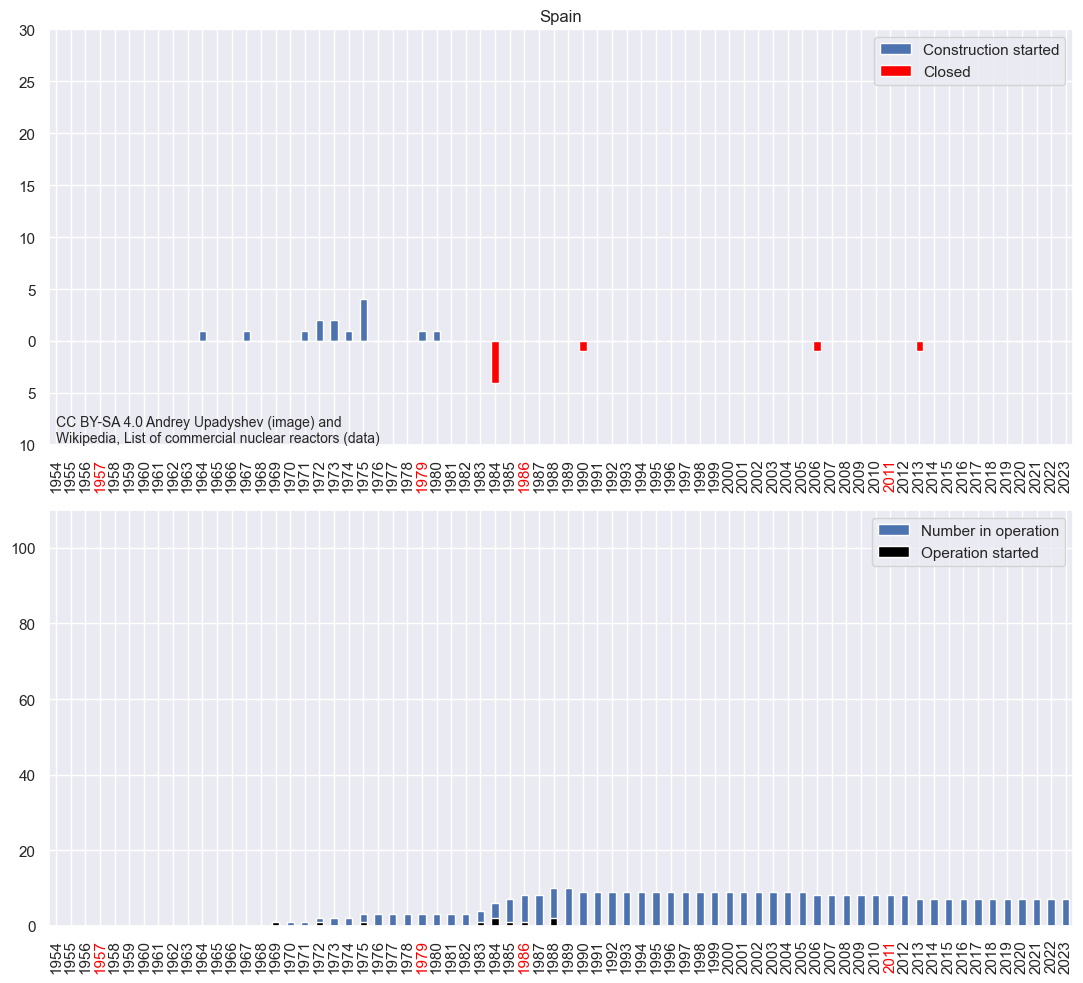 Spain
30
25
20
15
10
5
0
5
10
Construction started
Closed
CC BY-SA 4.0 Andrey Upadyshev (image) and
Wikipedia, List of commercial nuclear reactors (data)
1954 1955 1956 1957 1958 1959 1960 1961 1962 1963 1964 1965 1966 1967 1968 1969 1970 1971 1972 1973 1974 1975 1976 1977 1978 1979 1980 1981 1982 1983 1984 1985 1986 1987 1988 1989 1990 1991 1992 1993 1994 1995 1996 1997 1998 1999 2000 2001 2002 2003 2004 2005 2006 2007 2008 2009 2010 2011 2012 2013 2014 2015 2016 2017 2018 2019 2020 2021 2022 2023
100
80
60
40
20
0
Number in operation
Operation started
1954 1955 1956 1957 1958 1959 1960 1961 1962 1963 1964 1965 1966 1967 1968 1969 1970 1971 1972 1973 1974 1975 1976 1977 1978 1979 1980 1981 1982 1983 1984 1985 1986 1987 1988 1989 1990 1991 1992 1993 1994 1995 1996 1997 1998 1999 2000 2001 2002 2003 2004 2005 2006 2007 2008 2009 2010 2011 2012 2013 2014 2015 2016 2017 2018 2019 2020 2021 2022 2023